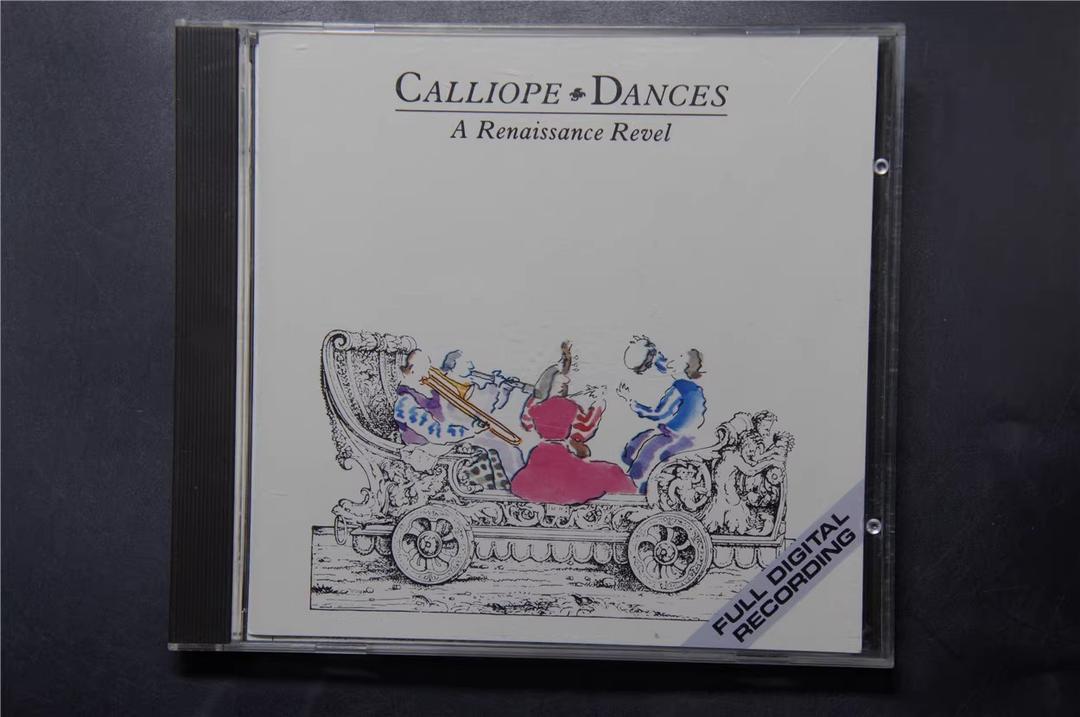 CALLIOPE DANCES
A Renaissance Revel
FULL DIGITAL
RECORDING